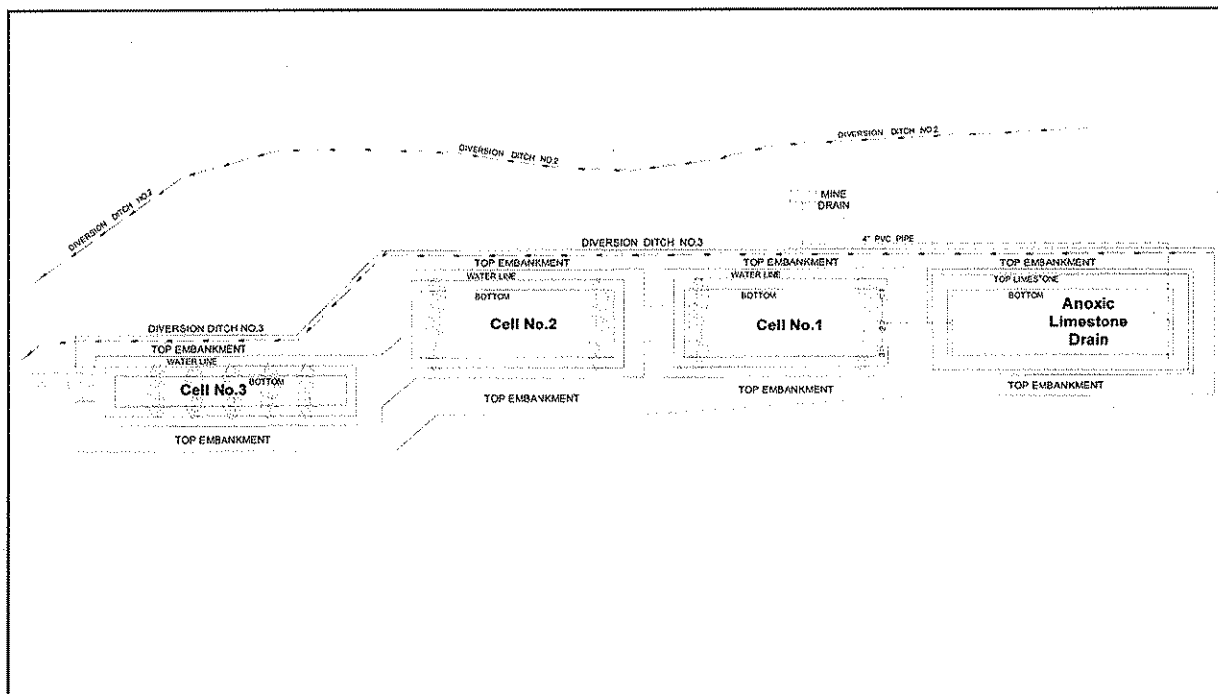 DIVERSION DITCH NO.2
DIVERSION DITCH NO.2
DIVERSION DITCH NO.2
MINE
DRAIN
DIVERSION DITCH NO.3
4" PVC PIPE
TOP EMBANKMENT
TOP EMBANKMENT
TOP EMBANKMENT
WATER LINE
WATER LINE
TOP LIMESTONE
BOTTOM
BOTTOM
BOTTOM
Cell No.2
Cell No.1
Anoxic
Limestone
Drain
DIVERSION DITCH NO.3
TOP EMBANKMENT
WATER LINE
BOTTOM
Cell No.3
TOP EMBANKMENT
TOP EMBANKMENT
TOP EMBANKMENT
TOP EMBANKMENT